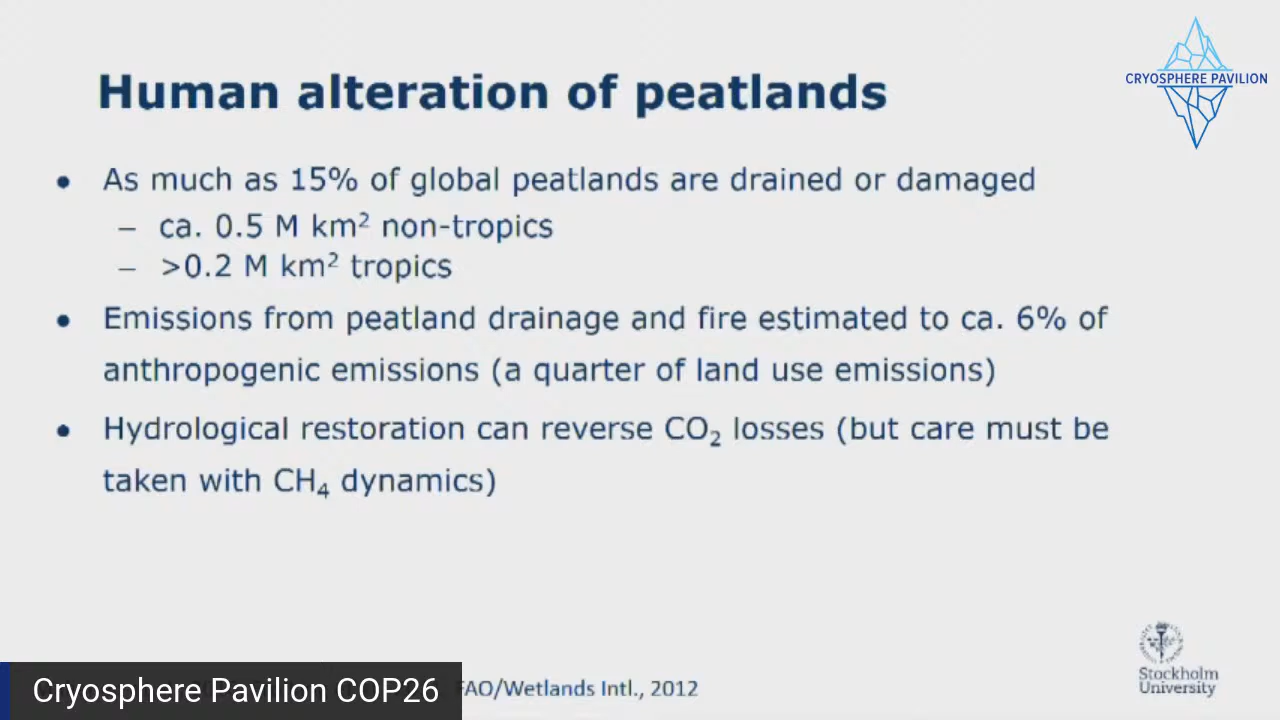 CRYOSPHERE PAVILION
Human alteration of peatlands
• As much as 15% of global peatlands are drained or damaged
– ca. 0.5 M km² non-tropics
– >0.2 M km² tropics
• Emissions from peatland drainage and fire estimated to ca. 6% of
anthropogenic emissions (a quarter of land use emissions)
• Hydrological restoration can reverse CO₂ losses (but care must be
taken with CH₄ dynamics)
Cryosphere Pavilion COP26
FAO/Wetlands Intl., 2012
Stockholm
University